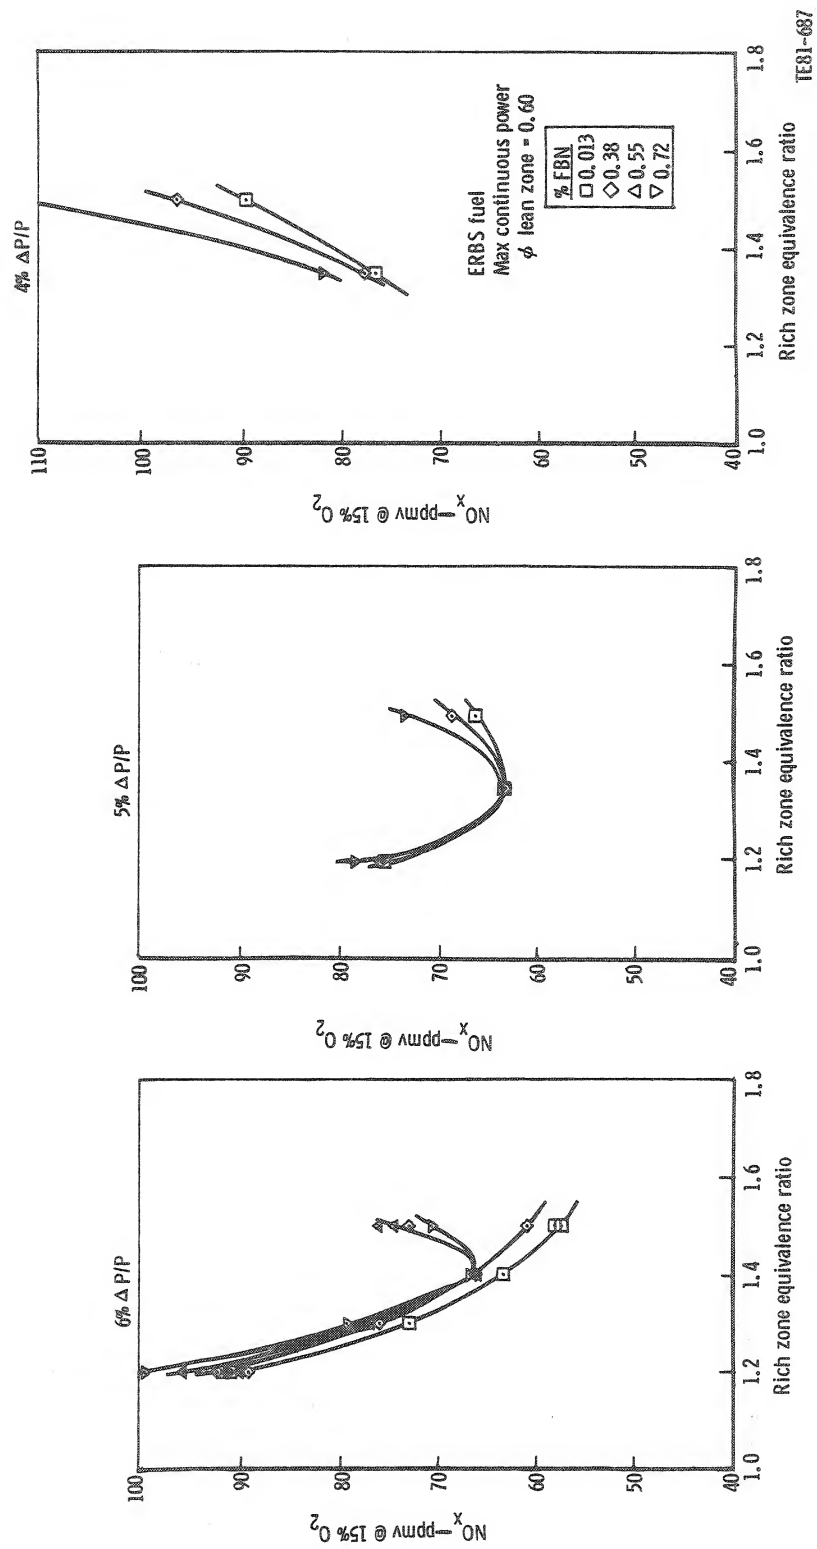 6% Δ P/P
100
90
80
70
60
50
40
NOx—ppmv @ 15% O2
1.0
1.2
1.4
1.6
1.8
Rich zone equivalence ratio
5% Δ P/P
100
90
80
70
60
50
40
NOx—ppmv @ 15% O2
1.0
1.2
1.4
1.6
1.8
Rich zone equivalence ratio
4% Δ P/P
110
100
90
80
70
60
50
40
NOx—ppmv @ 15% O2
1.0
1.2
1.4
1.6
1.8
Rich zone equivalence ratio
ERBS fuel
Max continuous power
ϕ lean zone = 0.60
% FBN
□ 0.013
◇ 0.38
△ 0.55
▽ 0.72
TE81-687